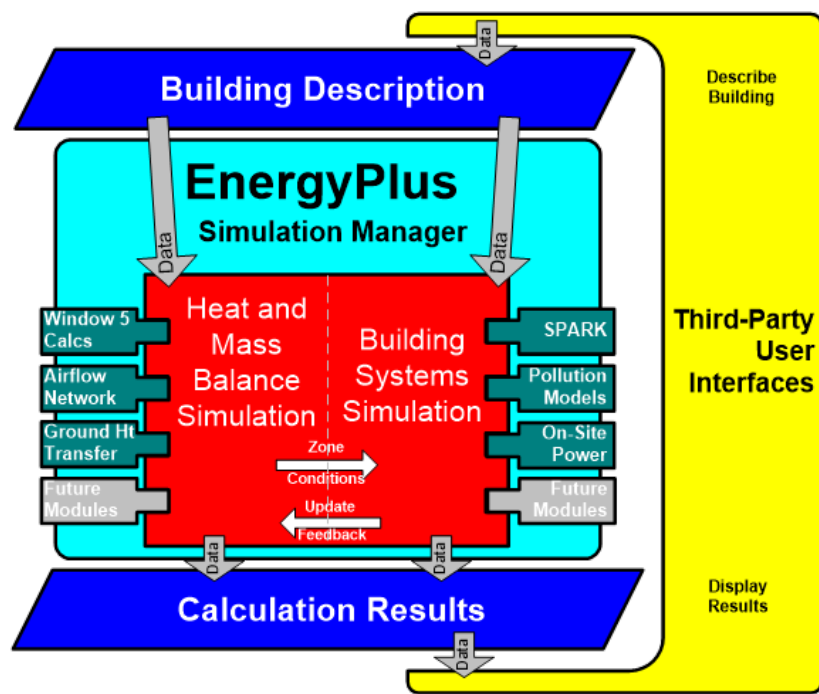 Data
Building Description
Describe
Building
EnergyPlus
Simulation Manager
Data
Data
Window 5
Calcs
Airflow
Network
Ground Ht
Transfer
Future
Modules
Heat and
Mass
Balance
Simulation
Building
Systems
Simulation
Zone
Conditions
Update
Feedback
SPARK
Pollution
Models
On-Site
Power
Future
Modules
Third-Party
User
Interfaces
Data
Data
Calculation Results
Display
Results
Data